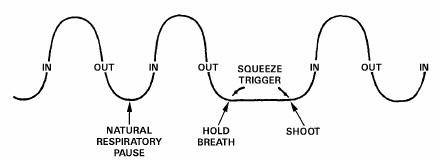 IN OUT IN OUT SQUEEZE TRIGGER IN OUT IN
NATURAL
RESPIRATORY
PAUSE
HOLD
BREATH
SHOOT